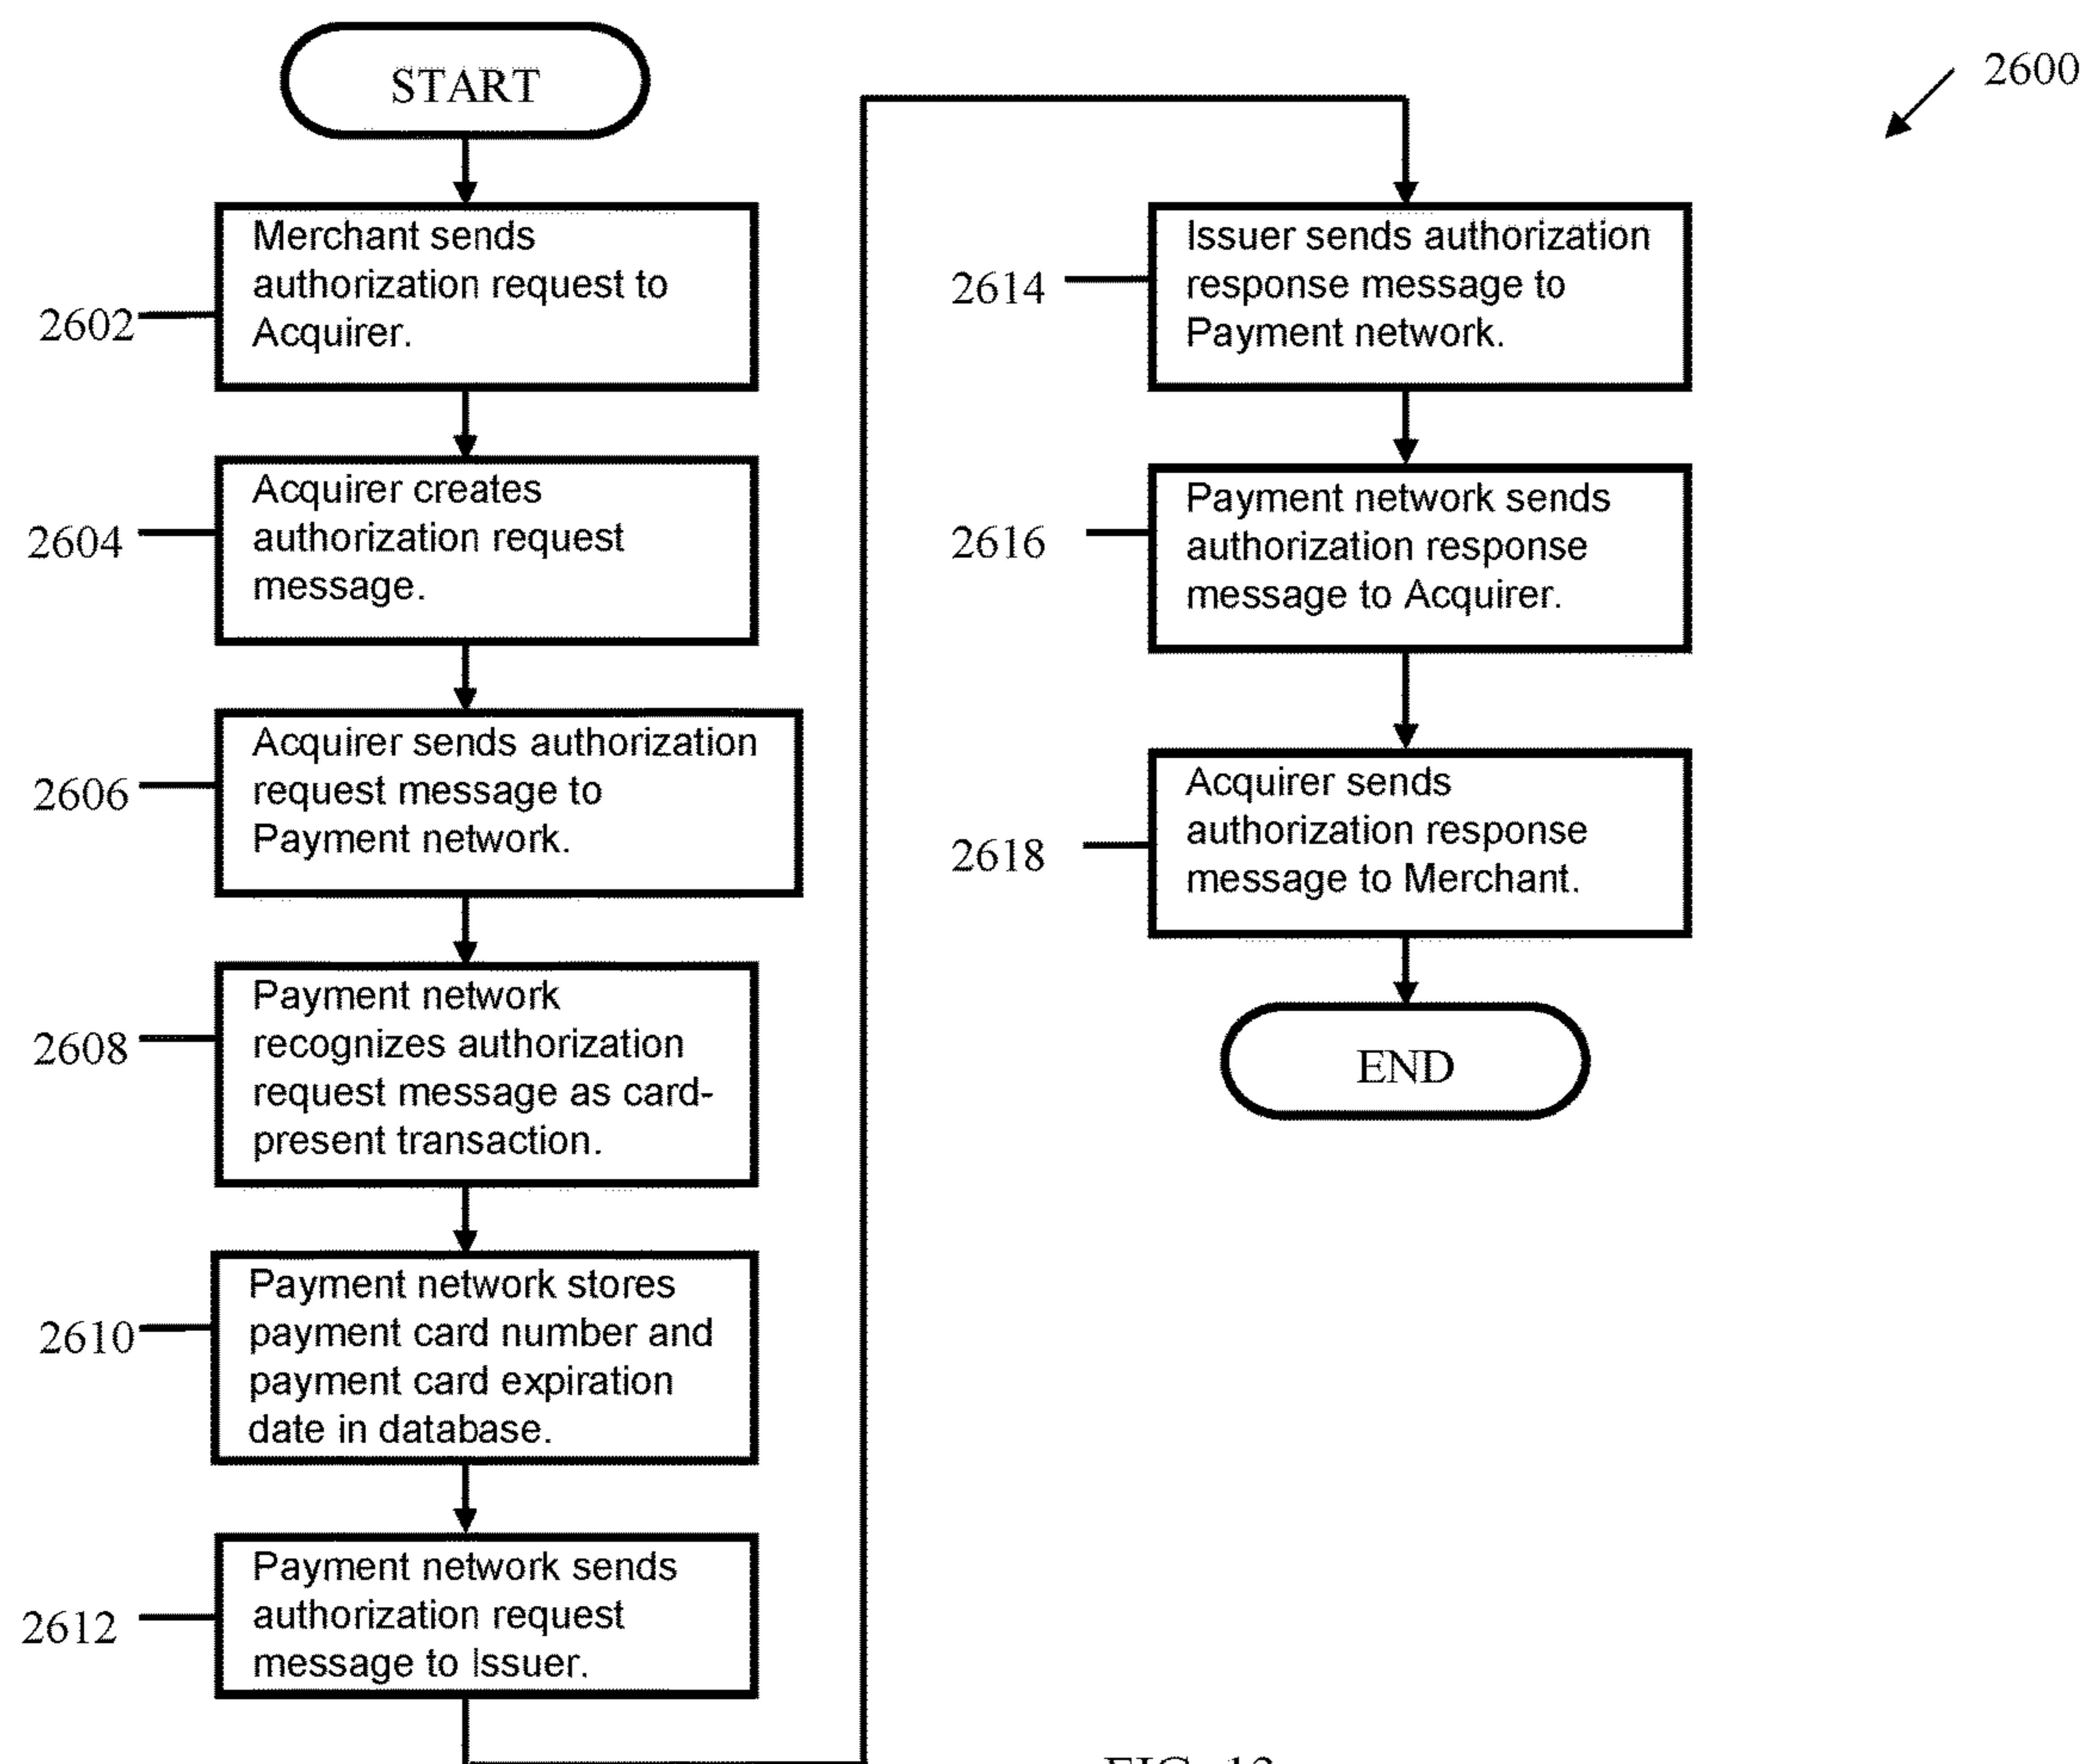 START
2602
Merchant sends
authorization request to
Acquirer.
2604
Acquirer creates
authorization request
message.
2606
Acquirer sends authorization
request message to
Payment network.
2608
Payment network
recognizes authorization
request message as card-
present transaction.
2610
Payment network stores
payment card number and
payment card expiration
date in database.
2612
Payment network sends
authorization request
message to Issuer.
2600
2614
Issuer sends authorization
response message to
Payment network.
2616
Payment network sends
authorization response
message to Acquirer.
2618
Acquirer sends
authorization response
message to Merchant.
END
FIG.